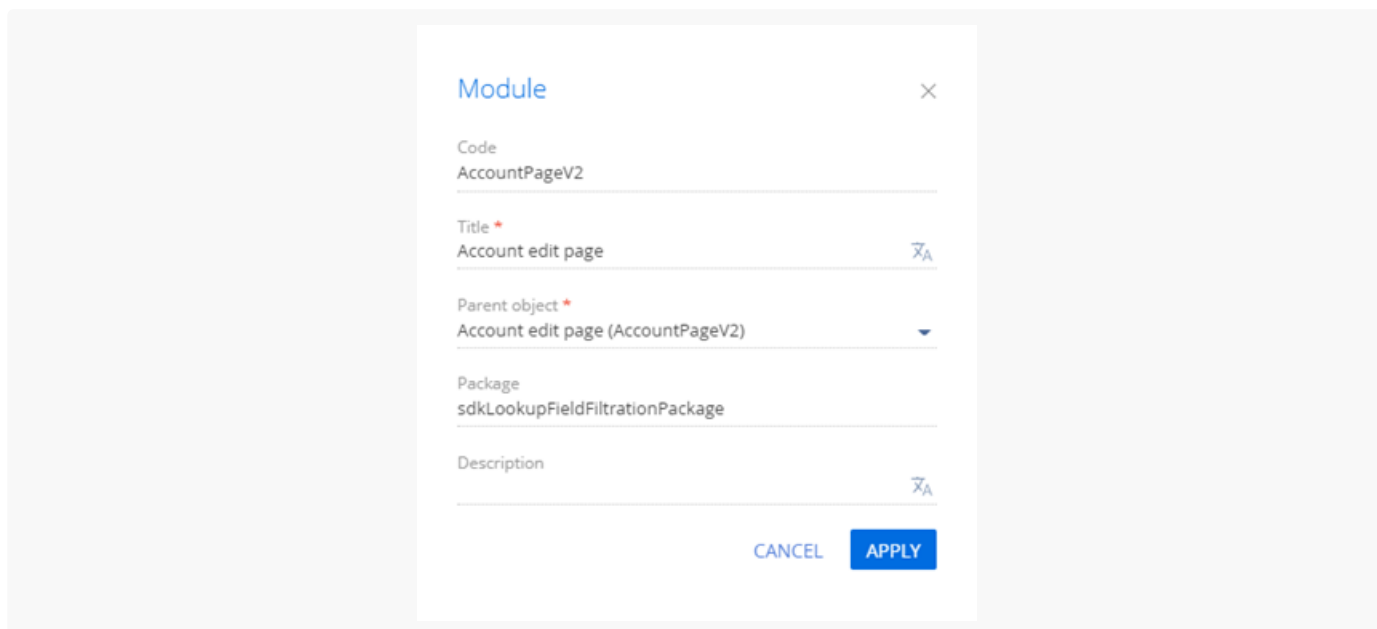 Module
Code
AccountPageV2
Title *
Account edit page
Parent object *
Account edit page (AccountPageV2)
Package
sdkLookupFieldFiltrationPackage
Description
CANCEL APPLY